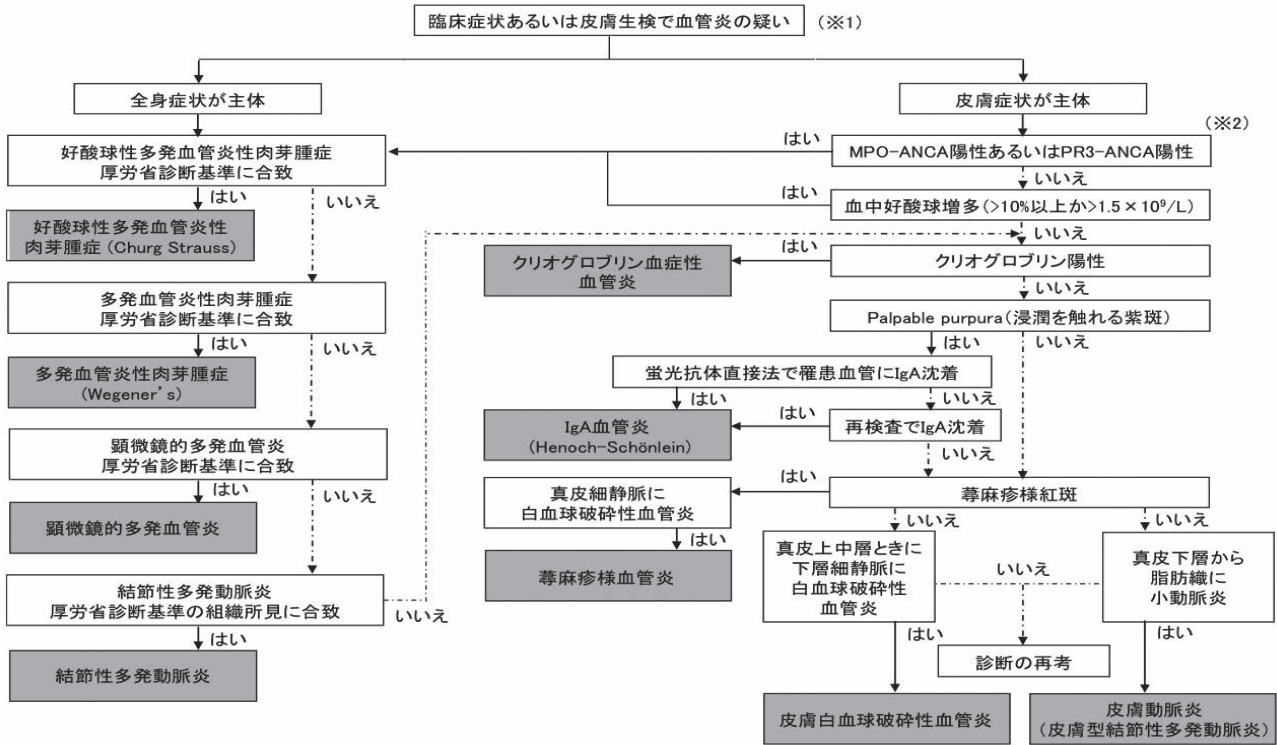 臨床症状あるいは皮膚生検で血管炎の疑い
(※1)
全身症状が主体
皮膚症状が主体
(※2)
好酸球性多発血管炎性肉芽腫症
厚労省診断基準に合致
はい
MPO-ANCA陽性あるいはPR3-ANCA陽性
はい
いいえ
はい
いいえ
血中好酸球増多(>10%以上か>1.5×10⁹/L)
好酸球性多発血管炎性
肉芽腫症 (Churg Strauss)
いいえ
クリオグロブリン血症性
血管炎
はい
クリオグロブリン陽性
いいえ
多発血管炎性肉芽腫症
厚労省診断基準に合致
Palpable purpura(浸潤を触れる紫斑)
はい
いいえ
はい
いいえ
多発血管炎性肉芽腫症
(Wegener's)
蛍光抗体直接法で罹患血管にIgA沈着
はい
いいえ
IgA血管炎
(Henoch-Schönlein)
はい
再検査でIgA沈着
いいえ
顕微鏡的多発血管炎
厚労省診断基準に合致
はい
いいえ
真皮細静脈に
白血球破砕性血管炎
はい
蕁麻疹様紅斑
いいえ
いいえ
顕微鏡的多発血管炎
はい
蕁麻疹様血管炎
真皮上中層ときに
下層細静脈に
白血球破砕性
血管炎
いいえ
真皮下層から
脂肪織に
小動脈炎
結節性多発動脈炎
厚労省診断基準の組織所見に合致
いいえ
はい
はい
はい
結節性多発動脈炎
診断の再考
皮膚白血球破砕性血管炎
皮膚動脈炎
(皮膚型結節性多発動脈炎)